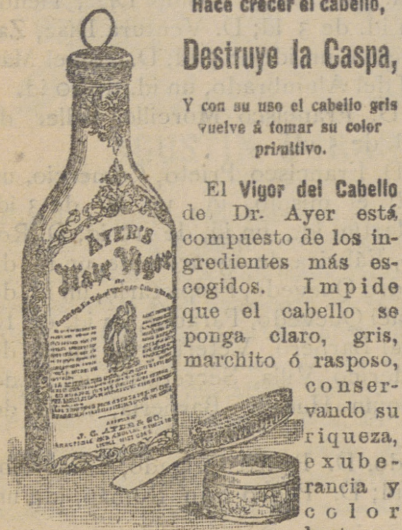 Hace crecer el cabello,
Destruye la Caspa,
Y con su uso el cabello gris
vuelve á tomar su color
primitivo.
El Vigor del Cabello
de Dr. Ayer está
compuesto de los in-
gredientes más es-
cogidos. Impide
que el cabello se
ponga claro, gris,
marchito ó rasposo,
conser-
vando su
riqueza,
exube-
rancia y
color
AYER'S
Hair Vigor
J. C. AYER & CO.